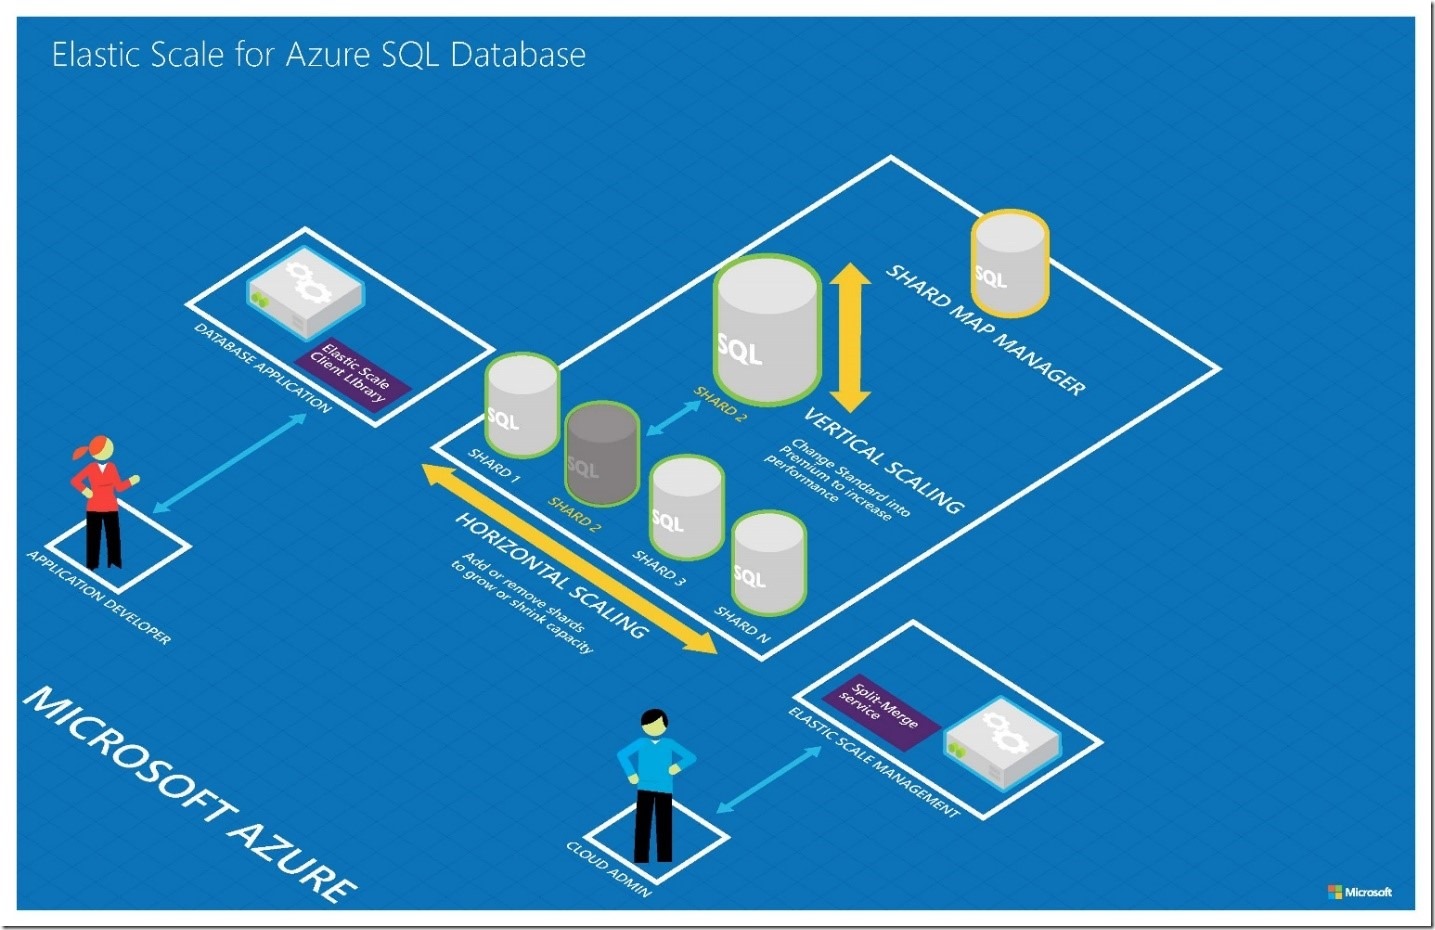 Elastic Scale for Azure SQL Database
SQL
SHARD MAP MANAGER
DATABASE APPLICATION
Elastic Scale
Client Library
SQL
SHARD 2
VERTICAL SCALING
Change Standard into
Premium to increase
performance
SQL
SHARD 1
SQL
SHARD 2
SQL
SHARD 3
SQL
SHARD N
HORIZONTAL SCALING
Add or remove shards
to grow or shrink capacity
APPLICATION DEVELOPER
Split-Merge
service
ELASTIC SCALE MANAGEMENT
CLOUD ADMIN
MICROSOFT AZURE
Microsoft